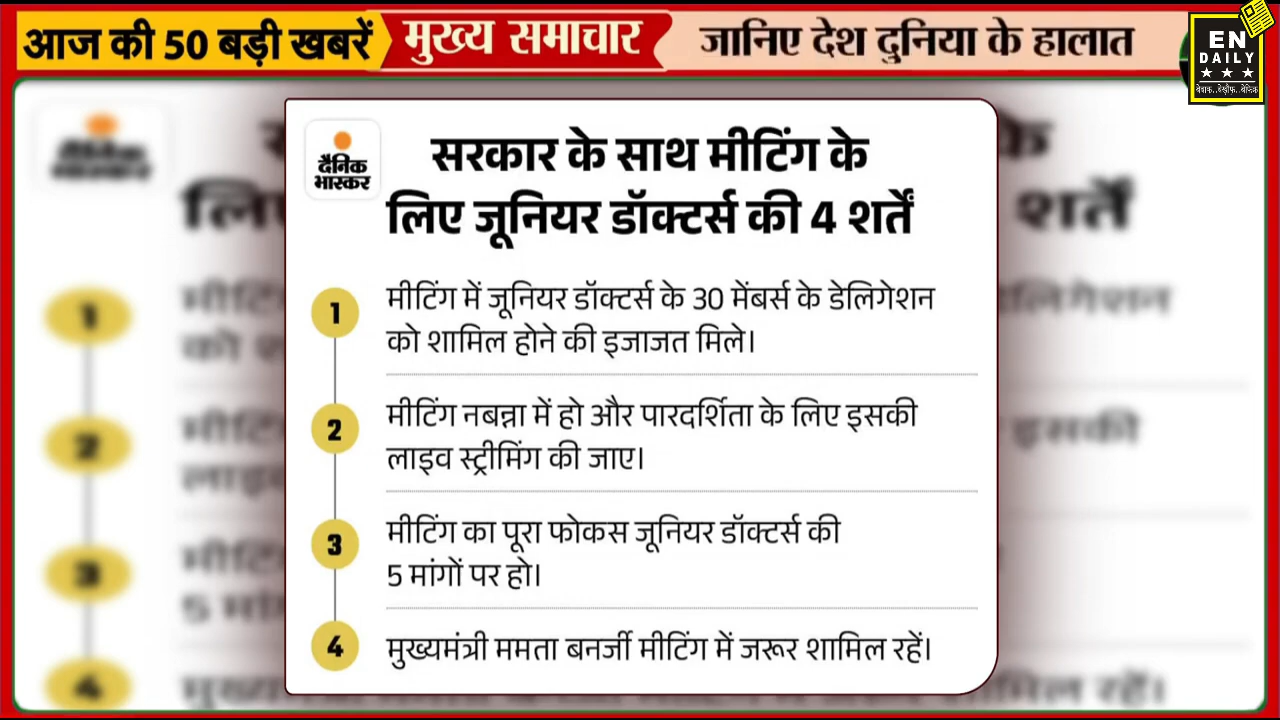 आज की 50 बड़ी खबरें
मुख्य समाचार
जानिए देश दुनिया के हालात
EN
DAILY
दैनिक
भास्कर
सरकार के साथ मीटिंग के
लिए जूनियर डॉक्टर्स की 4 शर्तें
1
मीटिंग में जूनियर डॉक्टर्स के 30 मेंबर्स के डेलिगेशन
को शामिल होने की इजाजत मिले।
2
मीटिंग नबन्ना में हो और पारदर्शिता के लिए इसकी
लाइव स्ट्रीमिंग की जाए।
3
मीटिंग का पूरा फोकस जूनियर डॉक्टर्स की
5 मांगों पर हो।
4
मुख्यमंत्री ममता बनर्जी मीटिंग में जरूर शामिल रहें।